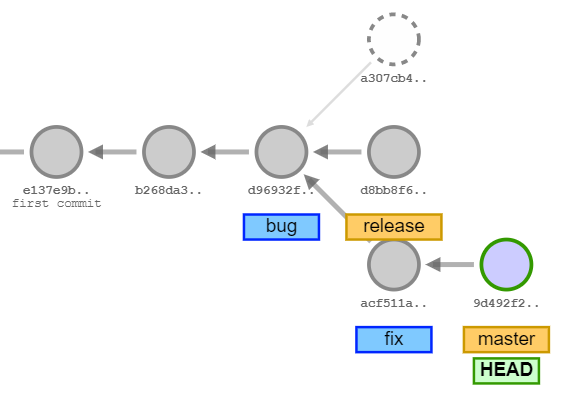 a307cb4..
e137e9b..
first commit
b268da3..
d96932f..
d8bb8f6..
bug
release
acf511a..
9d492f2..
fix
master
HEAD